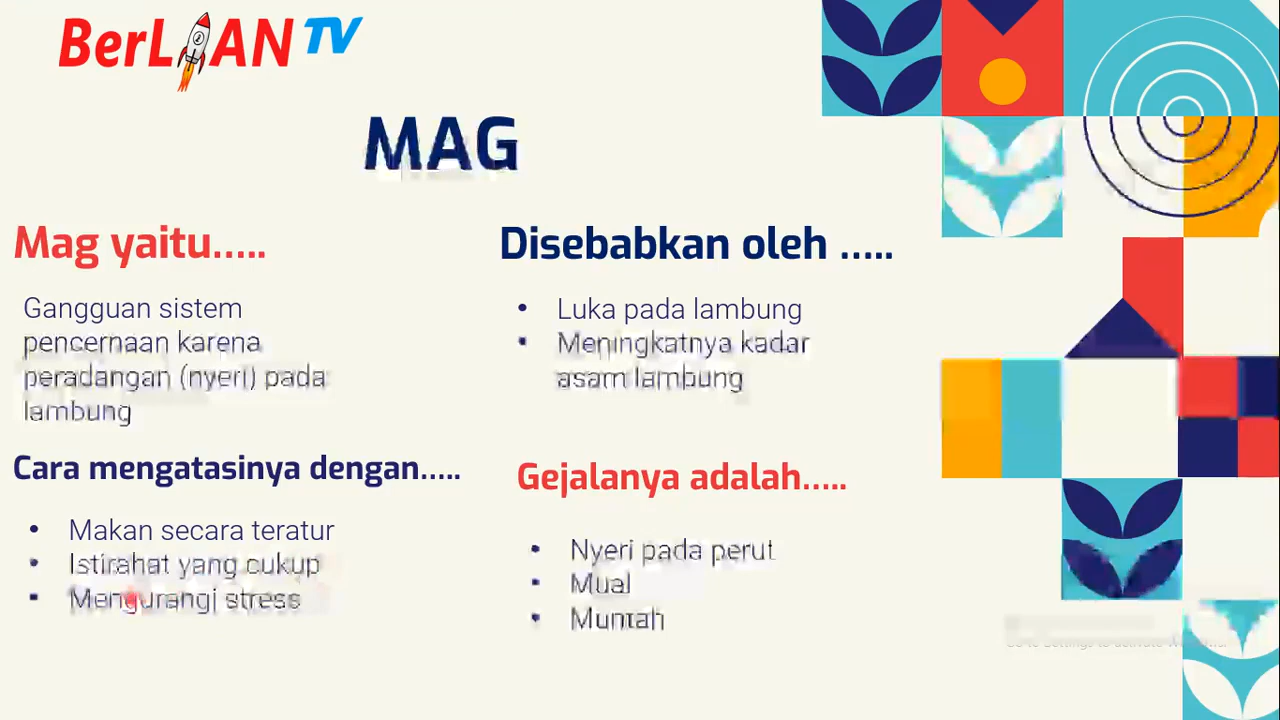 BerLIAN TV
MAG
Mag yaitu.....
Gangguan sistem
pencernaan karena
peradangan (nyeri) pada
lambung
Disebabkan oleh .....
• Luka pada lambung
• Meningkatnya kadar
asam lambung
Cara mengatasinya dengan.....
• Makan secara teratur
• Istirahat yang cukup
• Mengurangi stress
Gejalanya adalah.....
• Nyeri pada perut
• Mual
• Muntah